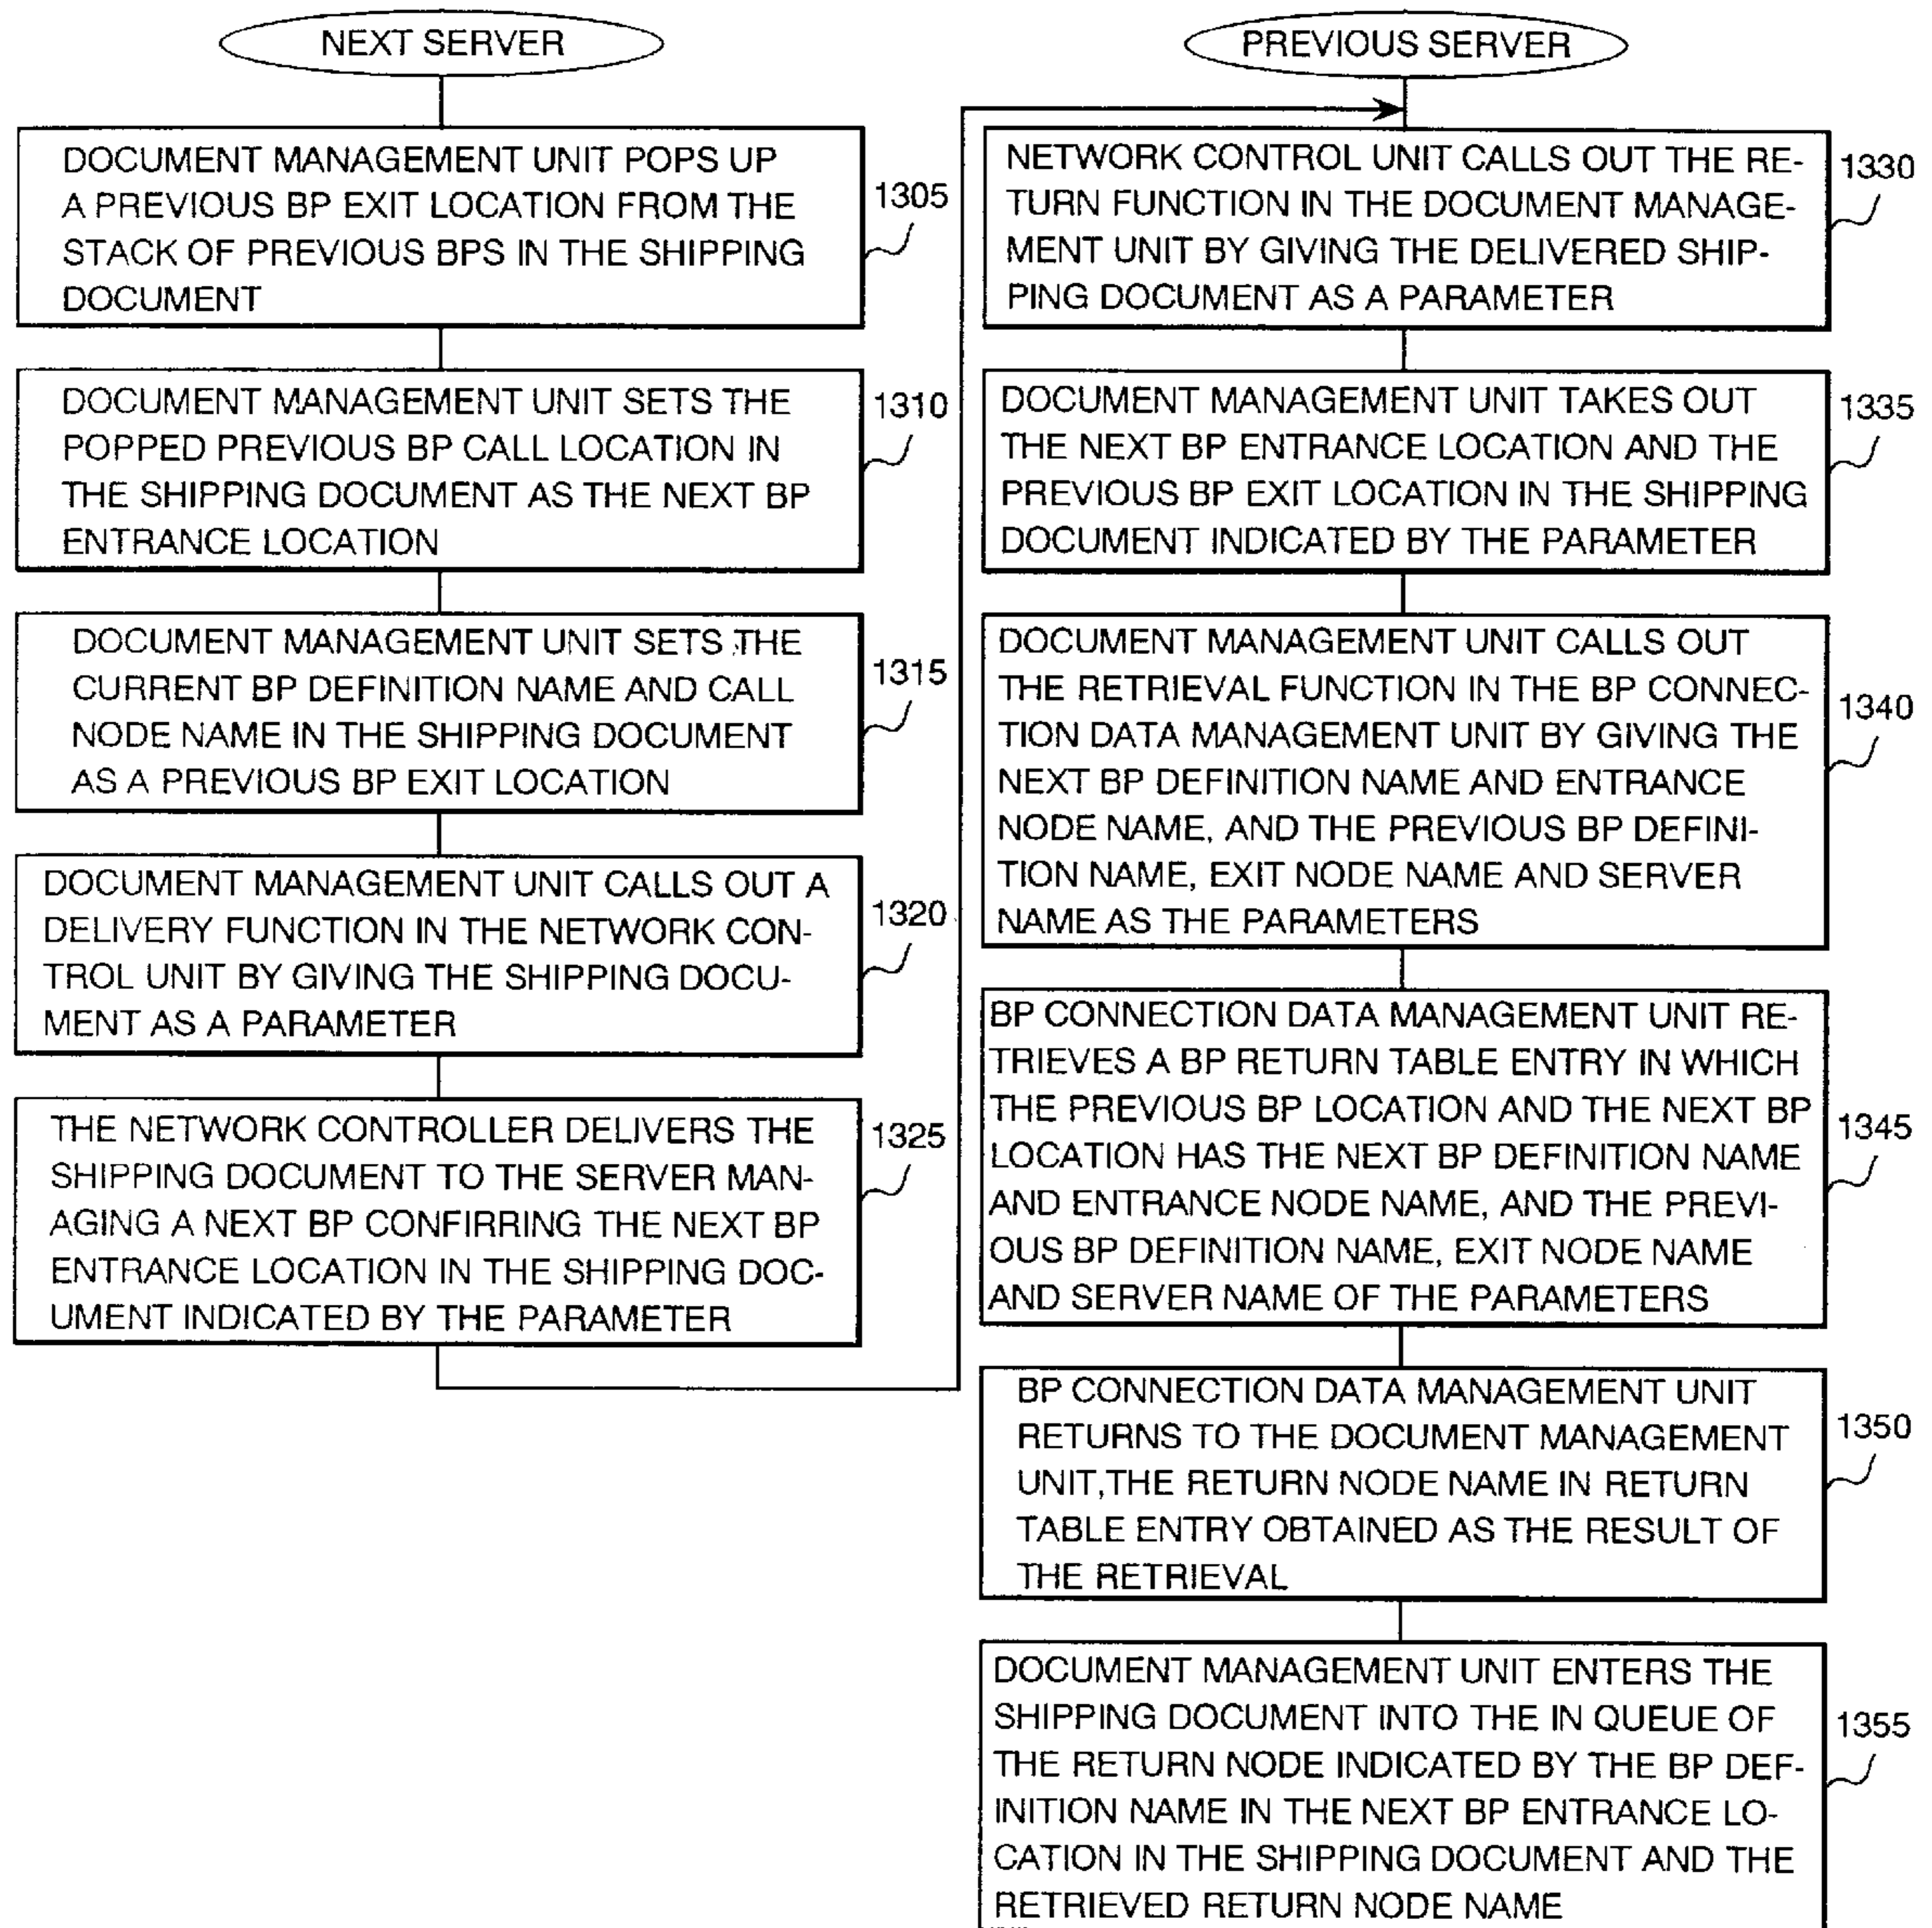 NEXT SERVER
DOCUMENT MANAGEMENT UNIT POPS UP
A PREVIOUS BP EXIT LOCATION FROM THE
STACK OF PREVIOUS BPS IN THE SHIPPING
DOCUMENT
1305
DOCUMENT MANAGEMENT UNIT SETS THE
POPPED PREVIOUS BP CALL LOCATION IN
THE SHIPPING DOCUMENT AS THE NEXT BP
ENTRANCE LOCATION
1310
DOCUMENT MANAGEMENT UNIT SETS THE
CURRENT BP DEFINITION NAME AND CALL
NODE NAME IN THE SHIPPING DOCUMENT
AS A PREVIOUS BP EXIT LOCATION
1315
DOCUMENT MANAGEMENT UNIT CALLS OUT A
DELIVERY FUNCTION IN THE NETWORK CON-
TROL UNIT BY GIVING THE SHIPPING DOCU-
MENT AS A PARAMETER
1320
THE NETWORK CONTROLLER DELIVERS THE
SHIPPING DOCUMENT TO THE SERVER MAN-
AGING A NEXT BP CONFIRRING THE NEXT BP
ENTRANCE LOCATION IN THE SHIPPING DOC-
UMENT INDICATED BY THE PARAMETER
1325
PREVIOUS SERVER
NETWORK CONTROL UNIT CALLS OUT THE RE-
TURN FUNCTION IN THE DOCUMENT MANAGE-
MENT UNIT BY GIVING THE DELIVERED SHIP-
PING DOCUMENT AS A PARAMETER
1330
DOCUMENT MANAGEMENT UNIT TAKES OUT
THE NEXT BP ENTRANCE LOCATION AND THE
PREVIOUS BP EXIT LOCATION IN THE SHIPPING
DOCUMENT INDICATED BY THE PARAMETER
1335
DOCUMENT MANAGEMENT UNIT CALLS OUT
THE RETRIEVAL FUNCTION IN THE BP CONNEC-
TION DATA MANAGEMENT UNIT BY GIVING THE
NEXT BP DEFINITION NAME AND ENTRANCE
NODE NAME, AND THE PREVIOUS BP DEFINI-
TION NAME, EXIT NODE NAME AND SERVER
NAME AS THE PARAMETERS
1340
BP CONNECTION DATA MANAGEMENT UNIT RE-
TRIEVES A BP RETURN TABLE ENTRY IN WHICH
THE PREVIOUS BP LOCATION AND THE NEXT BP
LOCATION HAS THE NEXT BP DEFINITION NAME
AND ENTRANCE NODE NAME, AND THE PREVI-
OUS BP DEFINITION NAME, EXIT NODE NAME
AND SERVER NAME OF THE PARAMETERS
1345
BP CONNECTION DATA MANAGEMENT UNIT
RETURNS TO THE DOCUMENT MANAGEMENT
UNIT,THE RETURN NODE NAME IN RETURN
TABLE ENTRY OBTAINED AS THE RESULT OF
THE RETRIEVAL
1350
DOCUMENT MANAGEMENT UNIT ENTERS THE
SHIPPING DOCUMENT INTO THE IN QUEUE OF
THE RETURN NODE INDICATED BY THE BP DEF-
INITION NAME IN THE NEXT BP ENTRANCE LO-
CATION IN THE SHIPPING DOCUMENT AND THE
RETRIEVED RETURN NODE NAME
1355